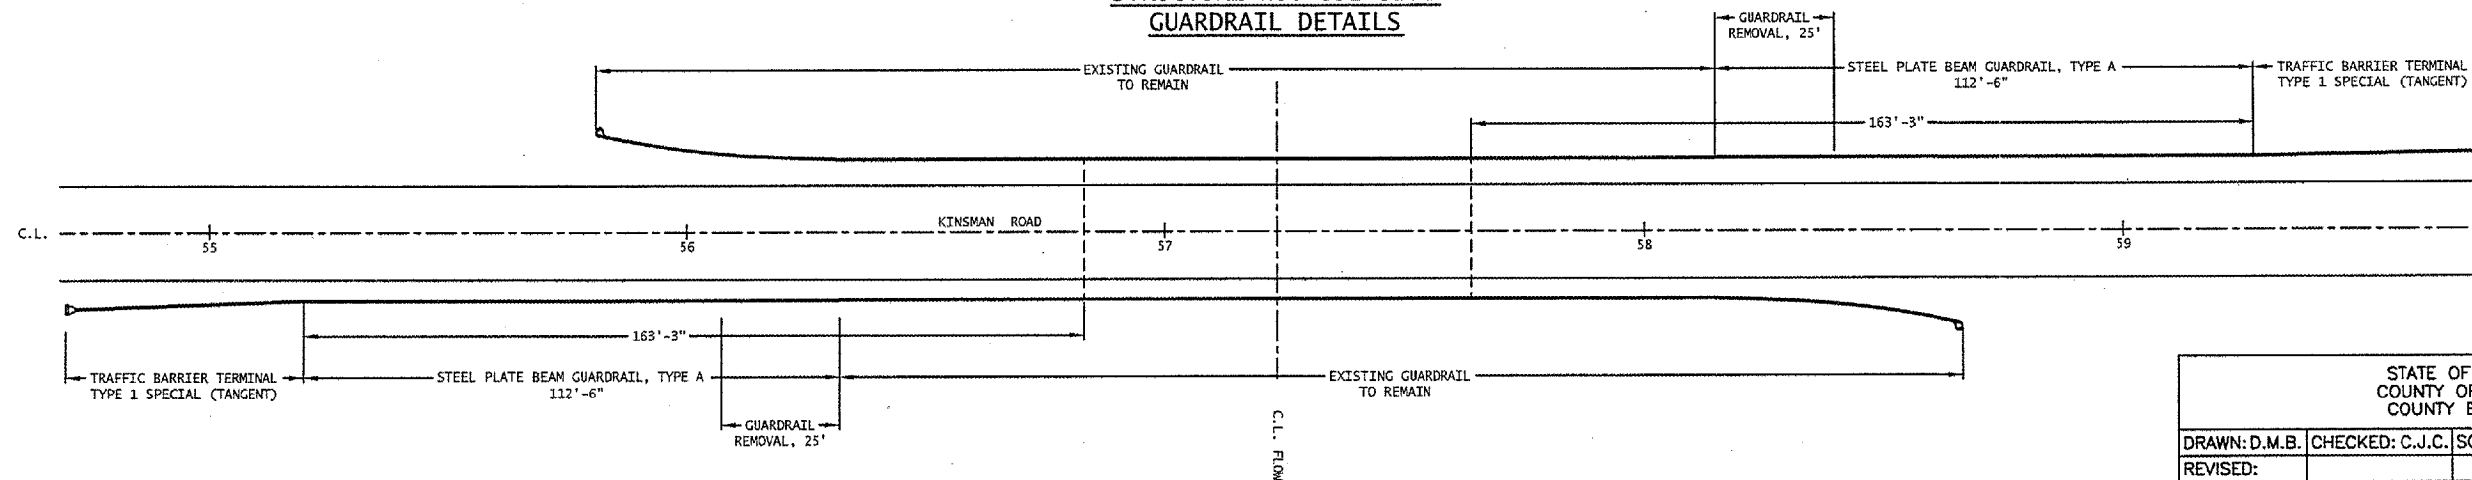 GUARDRAIL DETAILS
GUARDRAIL
REMOVAL, 25'
EXISTING GUARDRAIL
TO REMAIN
STEEL PLATE BEAM GUARDRAIL, TYPE A
112'-6"
TRAFFIC BARRIER TERMINAL
TYPE 1 SPECIAL (TANGENT)
163'-3"
C.L.
KINSMAN ROAD
55
56
57
58
59
163'-3"
TRAFFIC BARRIER TERMINAL
TYPE 1 SPECIAL (TANGENT)
STEEL PLATE BEAM GUARDRAIL, TYPE A
112'-6"
EXISTING GUARDRAIL
TO REMAIN
GUARDRAIL
REMOVAL, 25'
C.L. FLOW
STATE OF
COUNTY OF
COUNTY
DRAWN: D.M.B.
CHECKED: C.J.C.
REVISED: